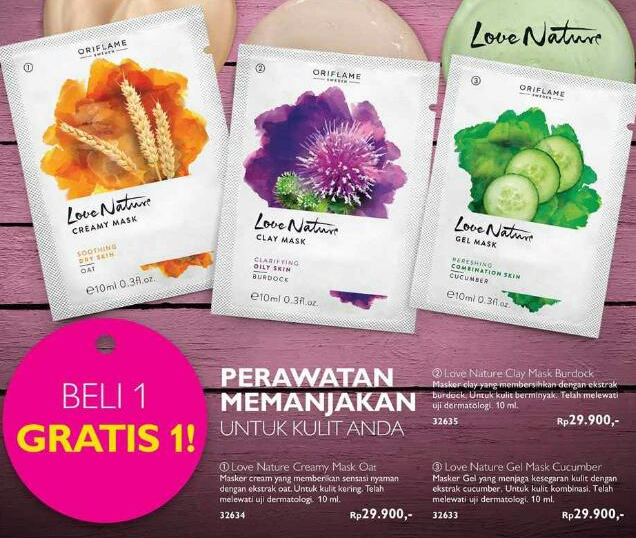 Love Nature
①
ORIFLAME
SWEDEN
Love Nature
CREAMY MASK
SOOTHING
DRY SKIN
OAT
℮10ml 0.3fl.oz.
②
ORIFLAME
SWEDEN
Love Nature
CLAY MASK
CLARIFYING
OILY SKIN
BURDOCK
℮10ml 0.3fl.oz.
③
ORIFLAME
SWEDEN
Love Nature
GEL MASK
REFRESHING
COMBINATION SKIN
CUCUMBER
℮10ml 0.3fl.oz.
BELI 1
GRATIS 1!
PERAWATAN
MEMANJAKAN
UNTUK KULIT ANDA
① Love Nature Creamy Mask Oat
Masker cream yang memberikan sensasi nyaman
dengan ekstrak oat. Untuk kulit kering. Telah
melewati uji dermatologi. 10 ml.
32634 Rp29.900,-
② Love Nature Clay Mask Burdock
Masker clay yang membersihkan dengan ekstrak
burdock. Untuk kulit berminyak. Telah melewati
uji dermatologi. 10 ml.
32635 Rp29.900,-
③ Love Nature Gel Mask Cucumber
Masker Gel yang menjaga kesegaran kulit dengan
ekstrak cucumber. Untuk kulit kombinasi. Telah
melewati uji dermatologi. 10 ml.
32633 Rp29.900,-